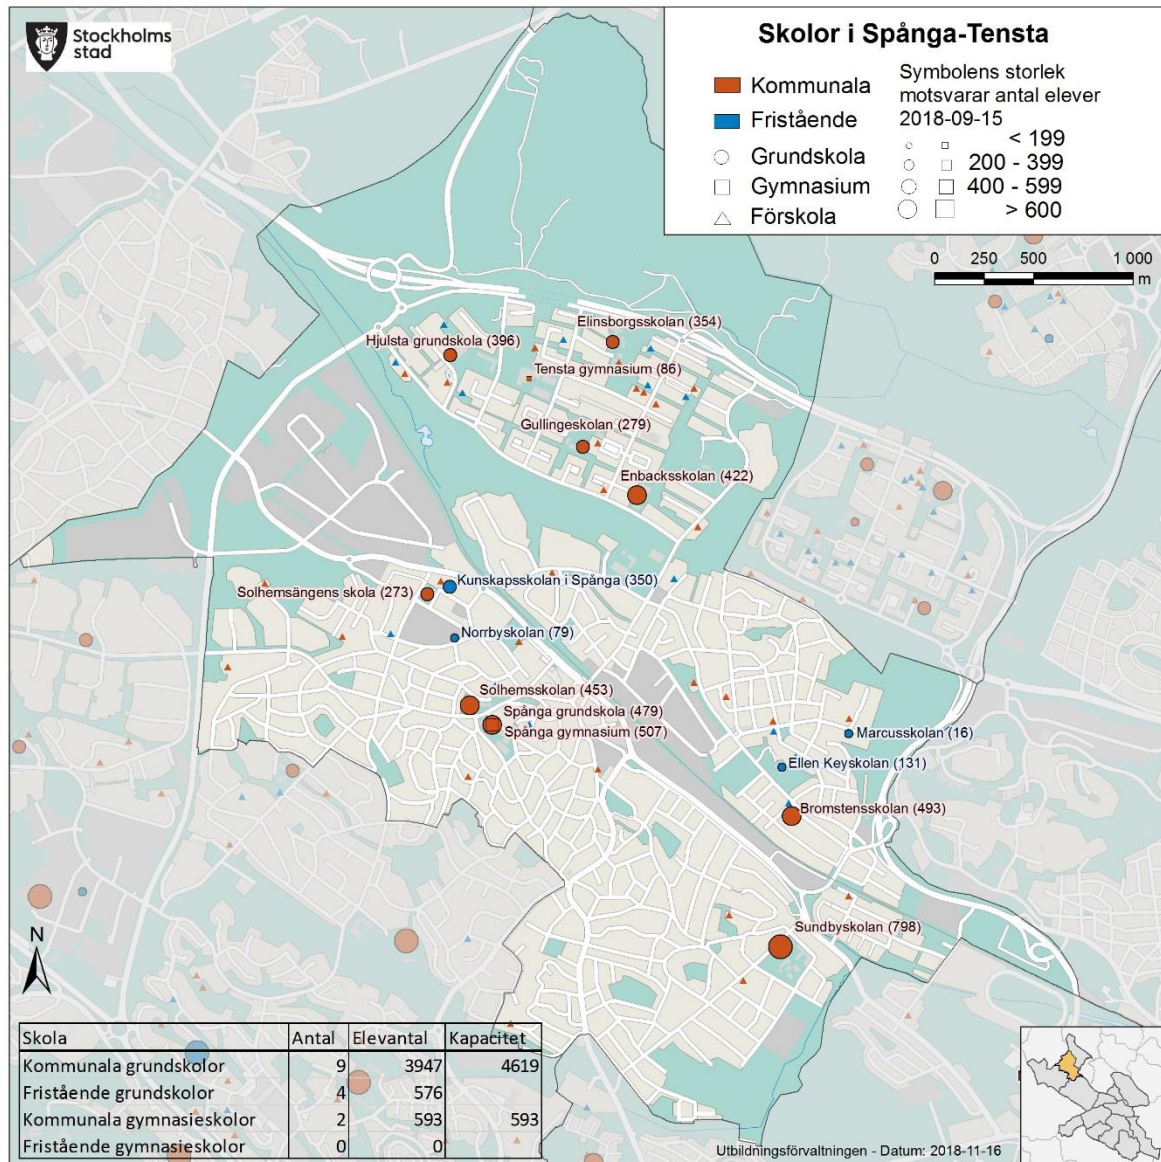 Stockholms
stad
Skolor i Spånga-Tensta
Kommunala
Fristående
Grundskola
Gymnasium
Förskola
Symbolens storlek
motsvarar antal elever
2018-09-15
< 199
200 - 399
400 - 599
> 600
0 250 500 1 000
m
Elinsborgsskolan (354)
Hjulsta grundskola (396)
Tensta gymnasium (86)
Gullingeskolan (279)
Enbacksskolan (422)
Kunskapsskolan i Spånga (350)
Solhemsängens skola (273)
Norrbyskolan (79)
Solhemsskolan (453)
Spånga grundskola (479)
Spånga gymnasium (507)
Marcusskolan (16)
Ellen Keyskolan (131)
Bromstensskolan (493)
Sundbyskolan (798)
N
Skola Antal Elevantal Kapacitet
Kommunala grundskolor 9 3947 4619
Fristående grundskolor 4 576
Kommunala gymnasieskolor 2 593 593
Fristående gymnasieskolor 0 0
Utbildningsförvaltningen - Datum: 2018-11-16